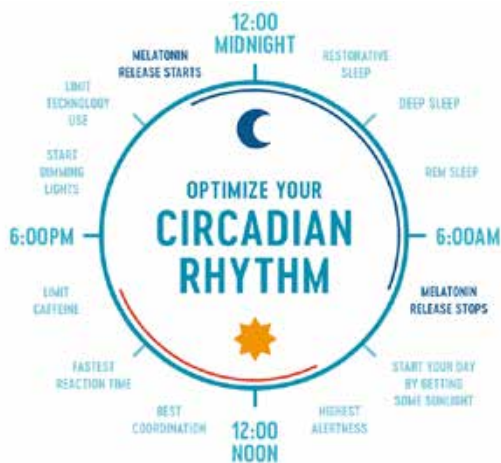 12:00
MIDNIGHT
MELATONIN
RELEASE STARTS
RESTORATIVE
SLEEP
LIMIT
TECHNOLOGY
USE
DEEP SLEEP
START
DIMMING
LIGHTS
REM SLEEP
OPTIMIZE YOUR
CIRCADIAN
RHYTHM
6:00PM
6:00AM
LIMIT
CAFFEINE
MELATONIN
RELEASE STOPS
FASTEST
REACTION TIME
START YOUR DAY
BY GETTING
SOME SUNLIGHT
BEST
COORDINATION
HIGHEST
ALERTNESS
12:00
NOON